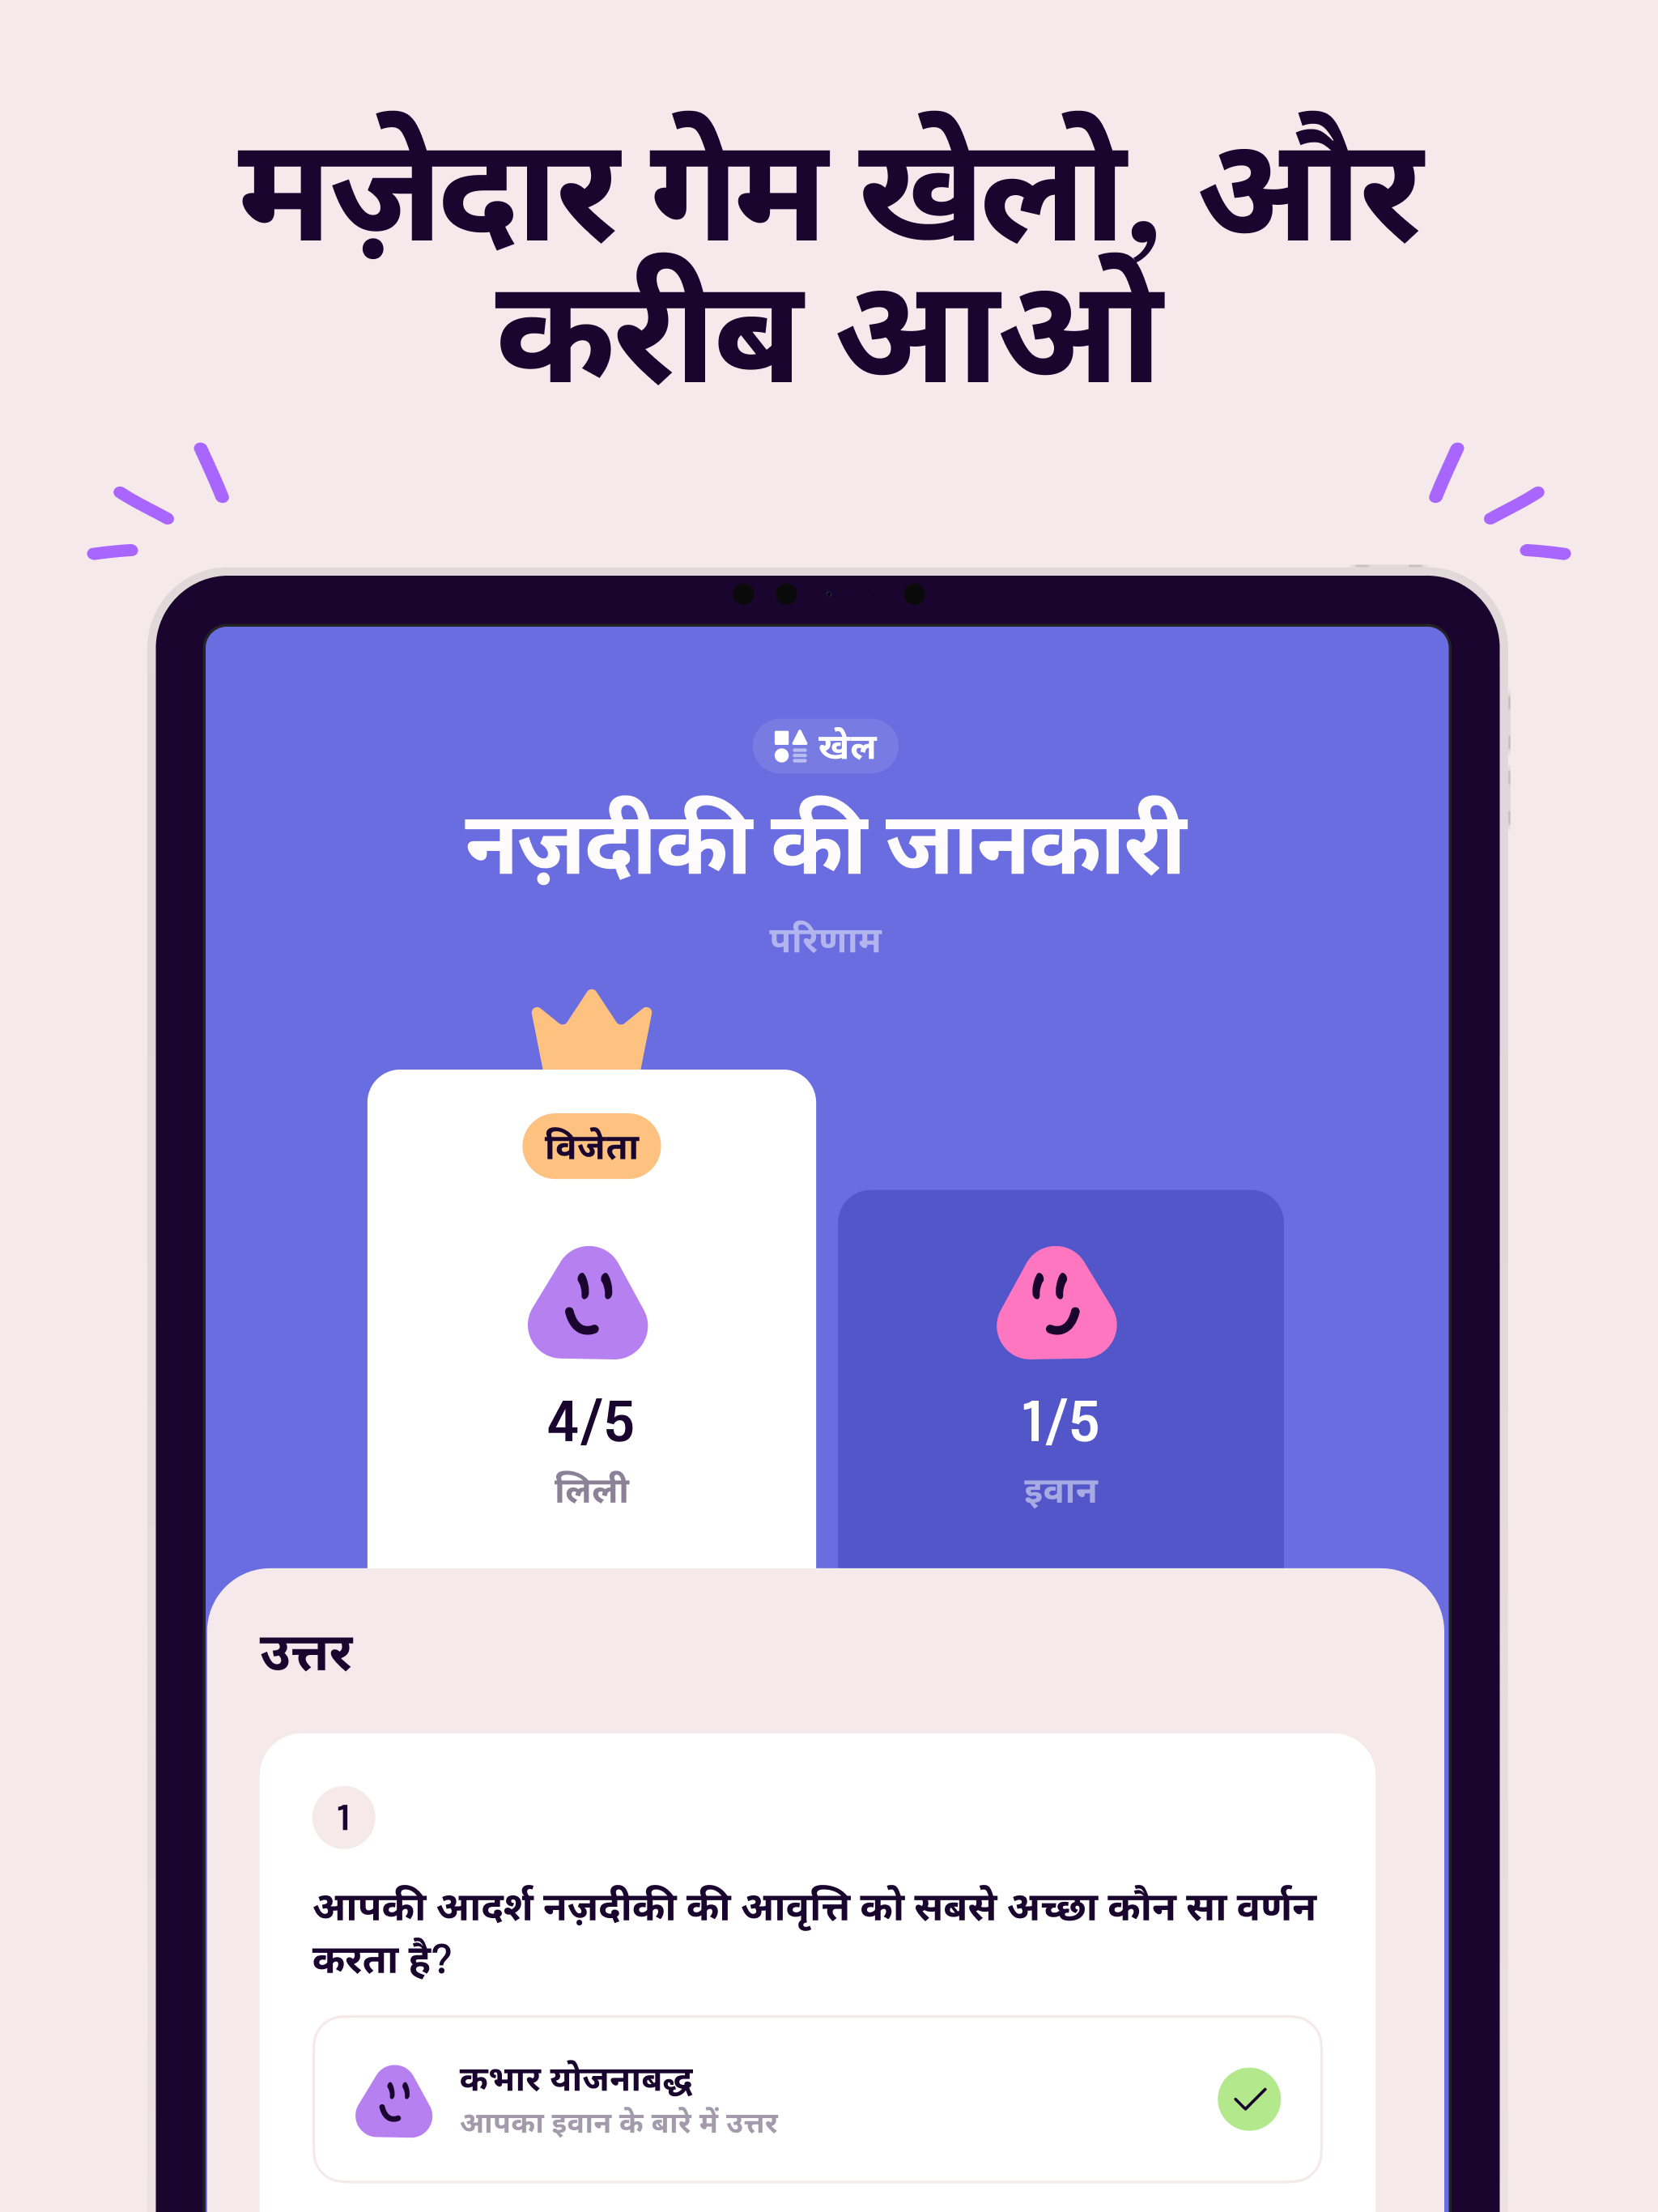 मज़ेदार गेम खेलो, और
करीब आओ
खेल
नज़दीकी की जानकारी
परिणाम
विजेता
4/5
लिली
1/5
इवान
उत्तर
1
आपकी आदर्श नज़दीकी की आवृत्ति को सबसे अच्छा कौन सा वर्णन
करता है?
कभार योजनाबद्ध
आपका इवान के बारे में उत्तर